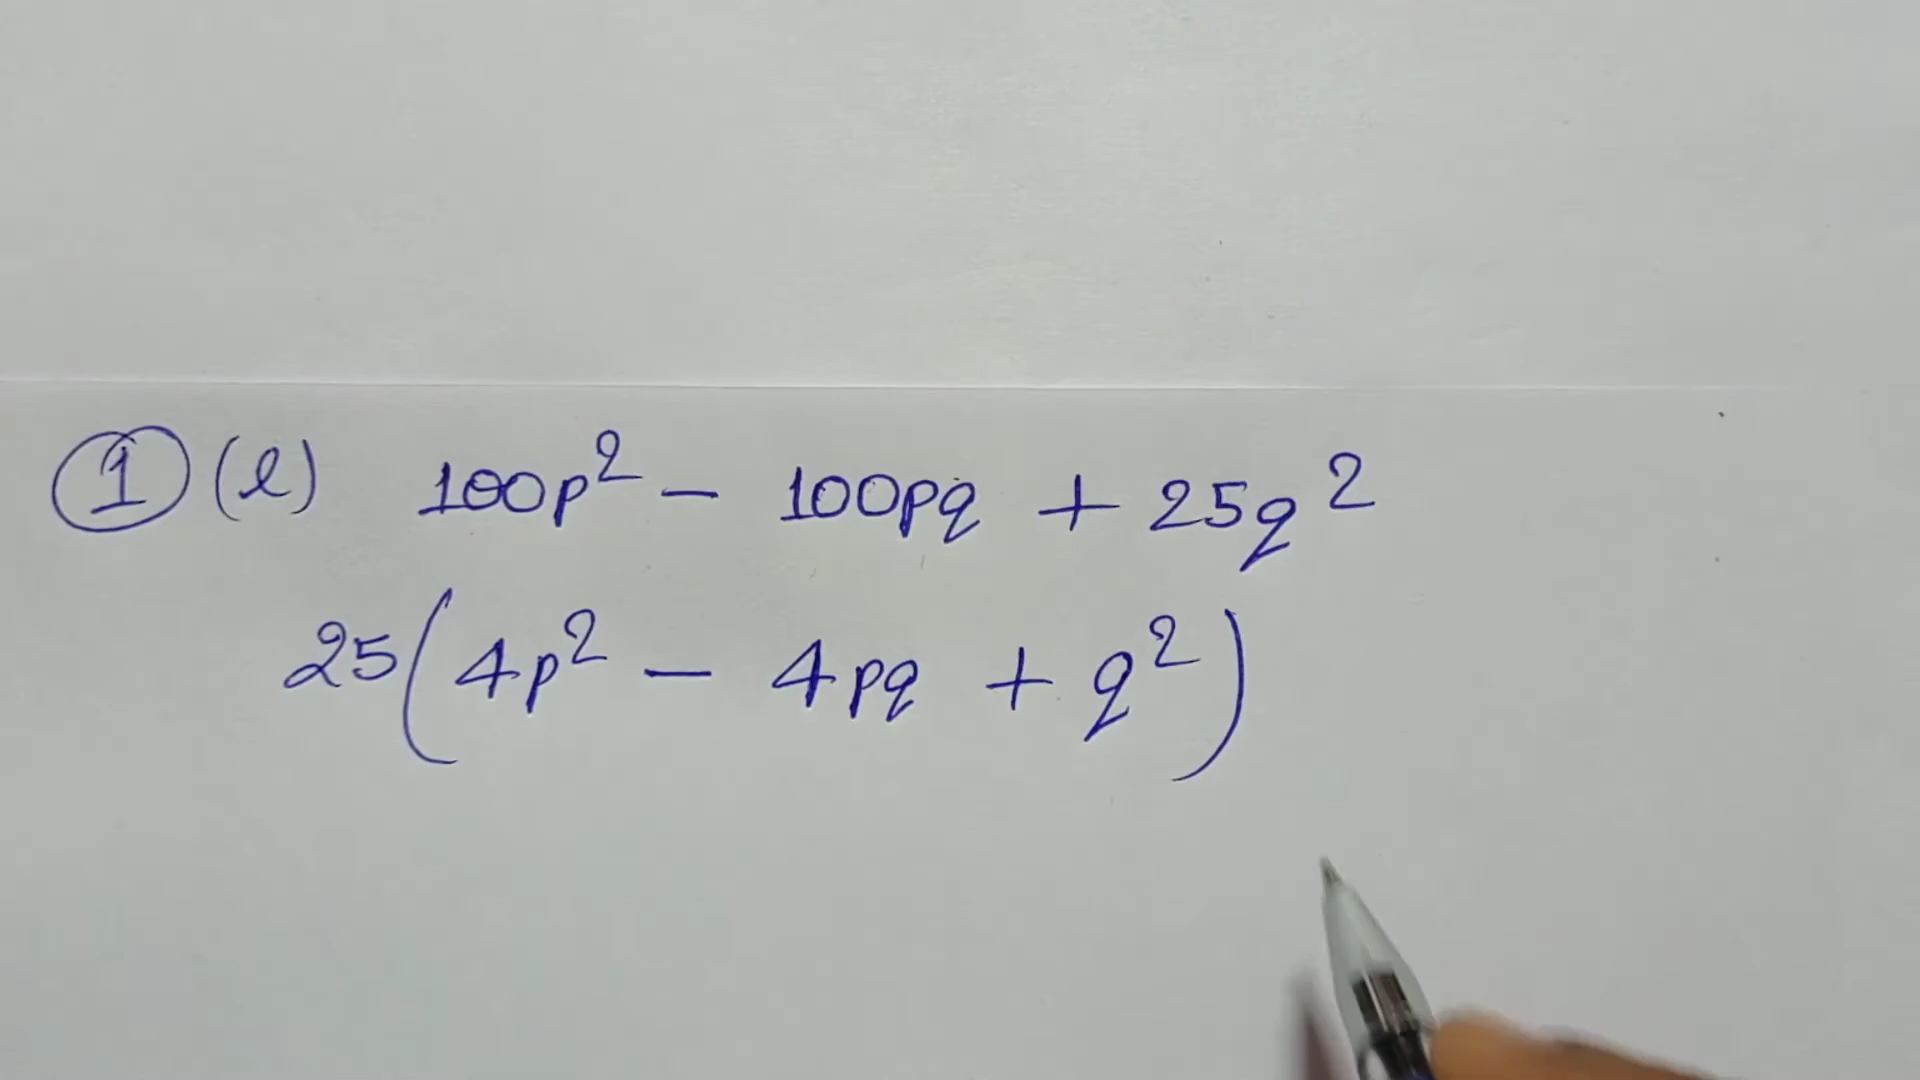 ① (l) 100p² − 100pq + 25q²
25(4p² − 4pq + q²)